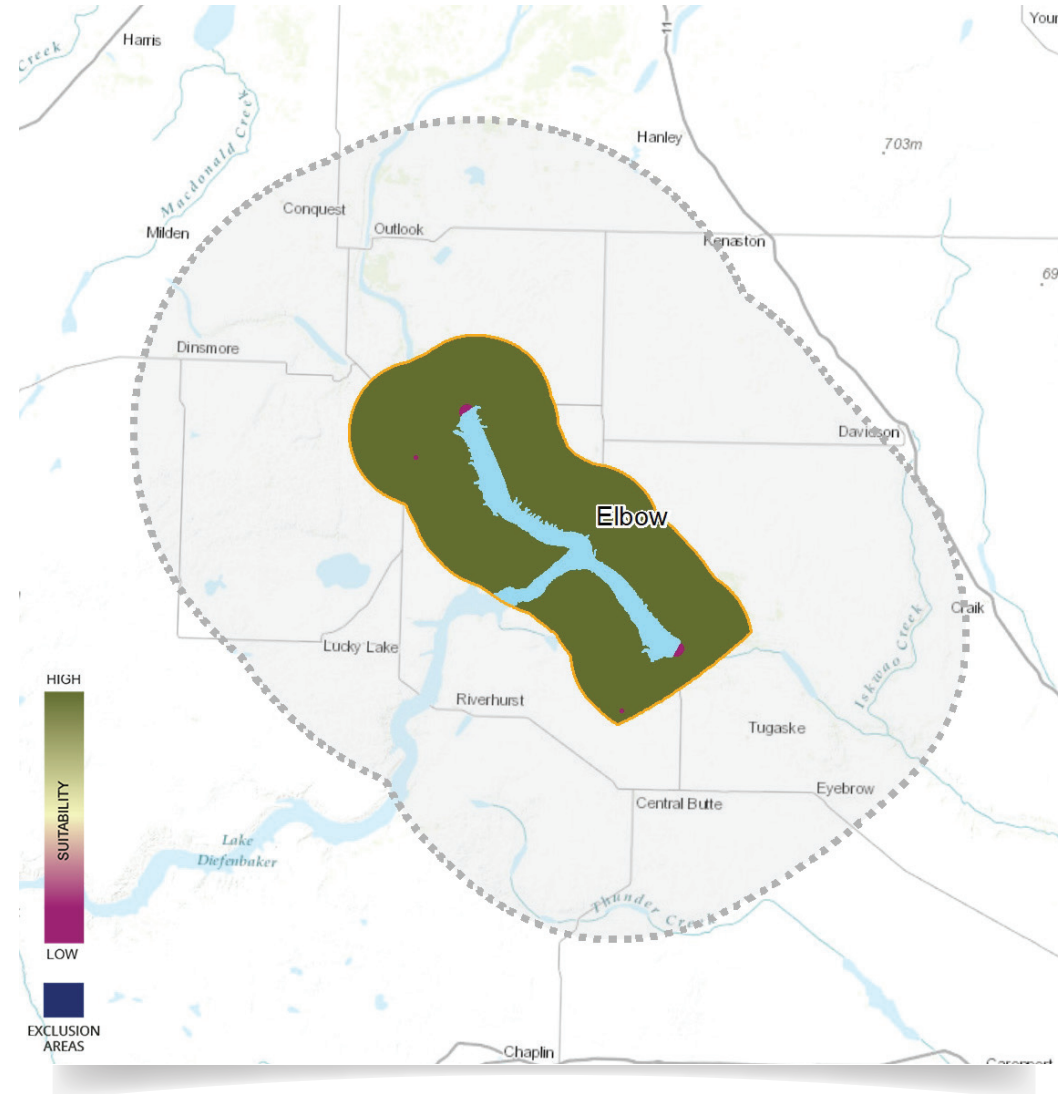 Harris
Your
Creek
11
Macdonald Creek
Hanley
703m
Conquest
Milden
Outlook
Kenaston
69
Dinsmore
Davidson
Elbow
Craik
Lucky Lake
Iskwao Creek
HIGH
Riverhurst
Tugaske
SUITABILITY
Eyebrow
Central Butte
Lake
Diefenbaker
Thunder Creek
LOW
EXCLUSION
AREAS
Chaplin